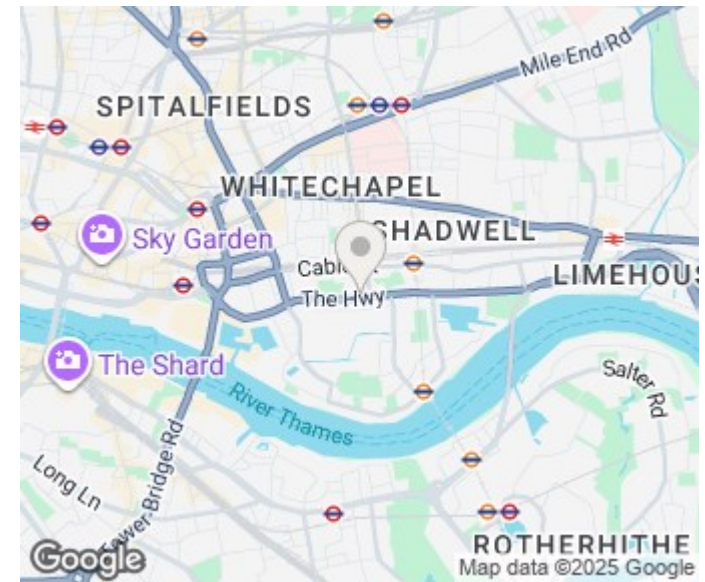 Mile End Rd
SPITALFIELDS
WHITECHAPEL
SHADWELL
Sky Garden
Cable
LIMEHOUS
The Hwy
The Shard
River Thames
Salter Rd
Tower Bridge Rd
Long Ln
ROTHERHITHE
Google
Map data ©2025 Google